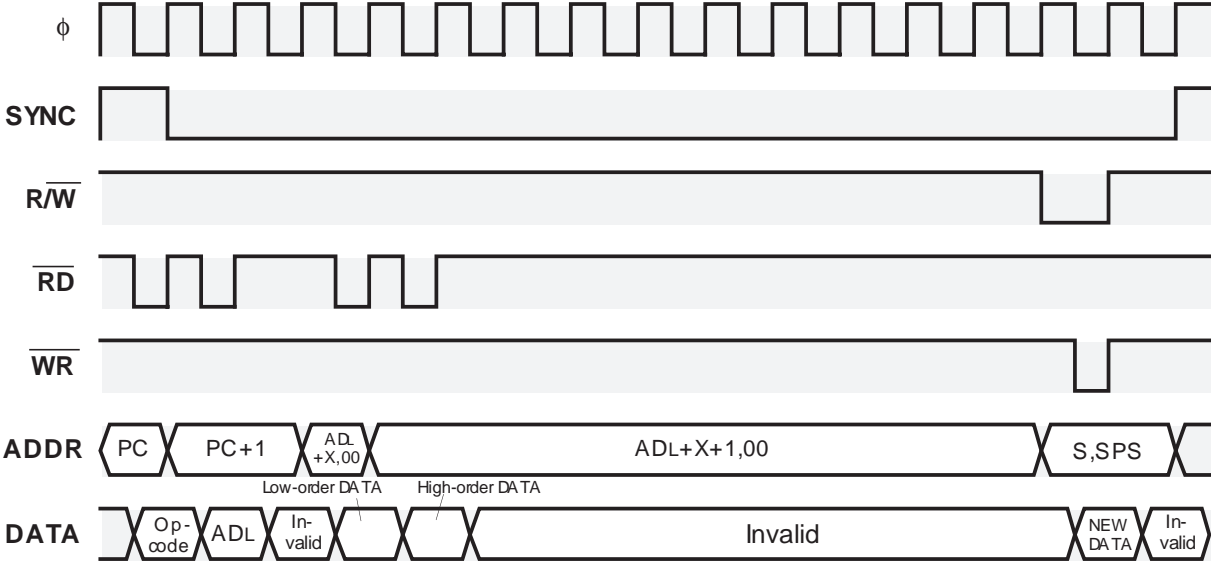 ϕ
SYNC
R/W
RD
WR
ADDR PC PC+1 ADL +X,00 ADL+X+1,00 S,SPS
Low-order DATA High-order DATA
DATA Op-code ADL In-valid Invalid NEW DATA In-valid